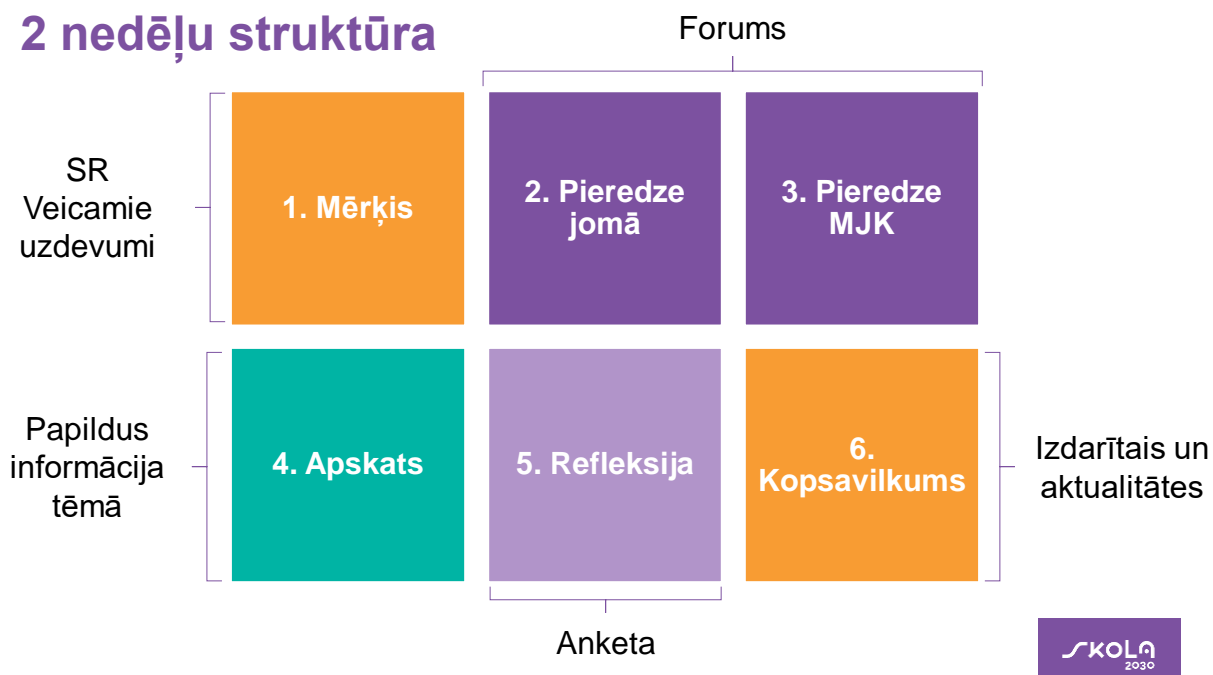 2 nedēļu struktūra
Forums
SR
Veicamie
uzdevumi
1. Mērķis
2. Pieredze
jomā
3. Pieredze
MJK
Papildus
informācija
tēmā
4. Apskats
5. Refleksija
6.
Kopsavilkums
Izdarītais un
aktualitātes
Anketa
SKOLA
2030